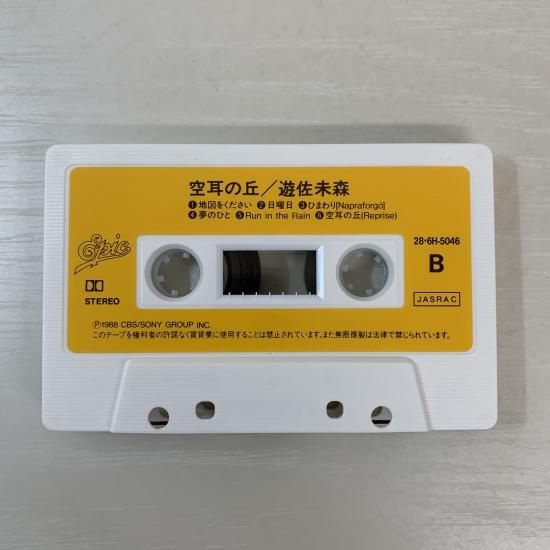 空耳の丘／遊佐未森
❶地図をください ❷日曜日 ❸ひまわり[Napraforgó]
❹夢のひと ❺Run in the Rain ❻空耳の丘(Reprise)
Epic
28・6H-5046
B
STEREO
JASRAC
Ⓟ1988 CBS/SONY GROUP INC.
このテープを権利者の許諾なく賃貸業に使用することは禁止されています。また無断複製は法律で禁じられています。